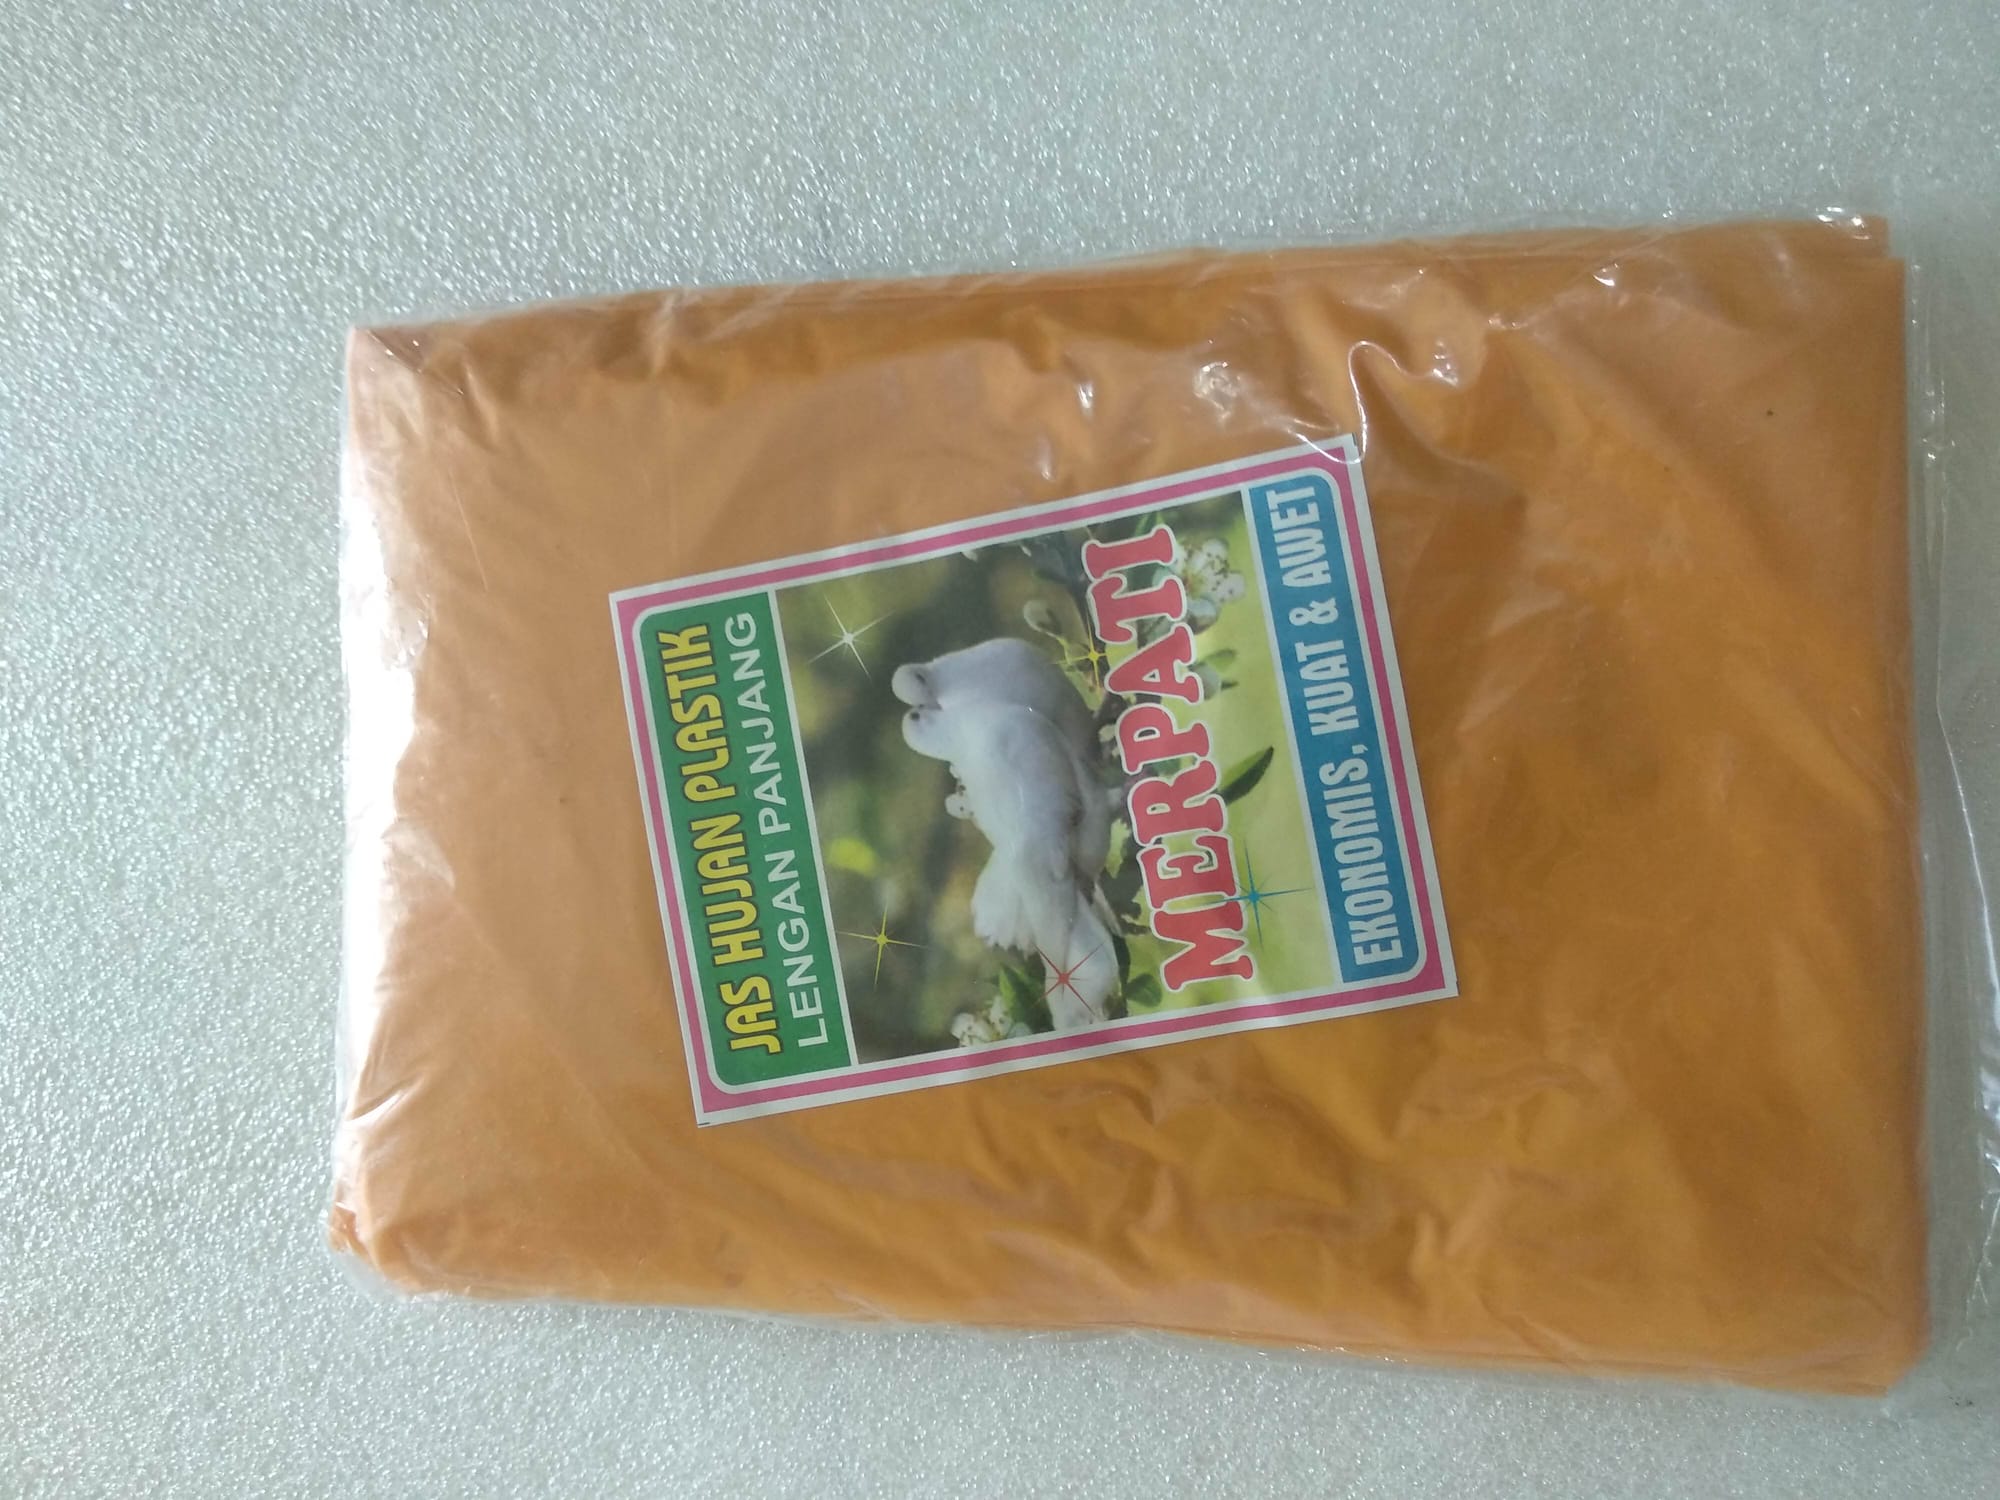 JAS HUJAN PLASTIK
LENGAN PANJANG
MERPATI
EKONOMIS, KUAT & AWET